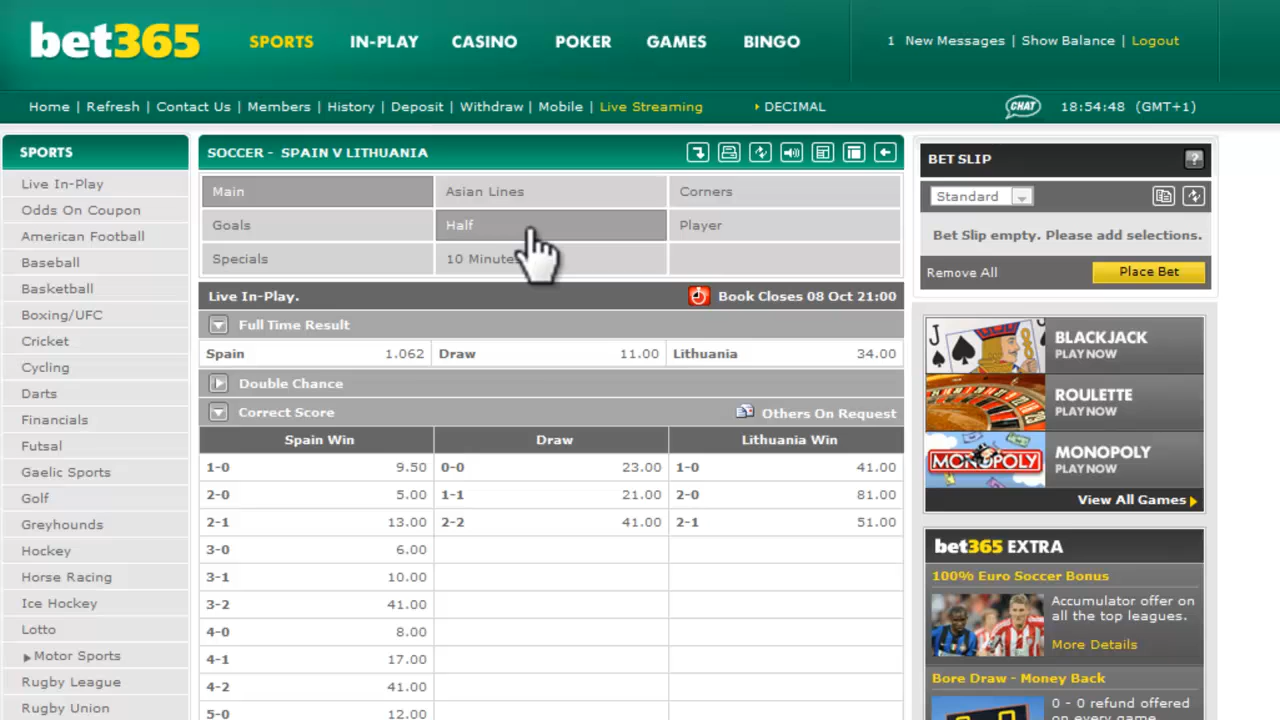 bet365
SPORTS IN-PLAY CASINO POKER GAMES BINGO
1 New Messages | Show Balance | Logout
Home | Refresh | Contact Us | Members | History | Deposit | Withdraw | Mobile | Live Streaming
DECIMAL
CHAT
18:54:48 (GMT+1)
SPORTS
Live In-Play
Odds On Coupon
American Football
Baseball
Basketball
Boxing/UFC
Cricket
Cycling
Darts
Financials
Futsal
Gaelic Sports
Golf
Greyhounds
Hockey
Horse Racing
Ice Hockey
Lotto
Motor Sports
Rugby League
Rugby Union
SOCCER - SPAIN V LITHUANIA
Main Asian Lines Corners
Goals Half Player
Specials 10 Minute
Live In-Play. Book Closes 08 Oct 21:00
Full Time Result
Spain 1.062 Draw 11.00 Lithuania 34.00
Double Chance
Correct Score Others On Request
Spain Win Draw Lithuania Win
1-0 9.50 0-0 23.00 1-0 41.00
2-0 5.00 1-1 21.00 2-0 81.00
2-1 13.00 2-2 41.00 2-1 51.00
3-0 6.00
3-1 10.00
3-2 41.00
4-0 8.00
4-1 17.00
4-2 41.00
5-0 12.00
BET SLIP ?
Standard
Bet Slip empty. Please add selections.
Remove All Place Bet
BLACKJACK
PLAY NOW
ROULETTE
PLAY NOW
MONOPOLY
MONOPOLY
PLAY NOW
View All Games
bet365 EXTRA
100% Euro Soccer Bonus
Accumulator offer on
all the top leagues.
More Details
Bore Draw - Money Back
0 - 0 refund offered
on every game